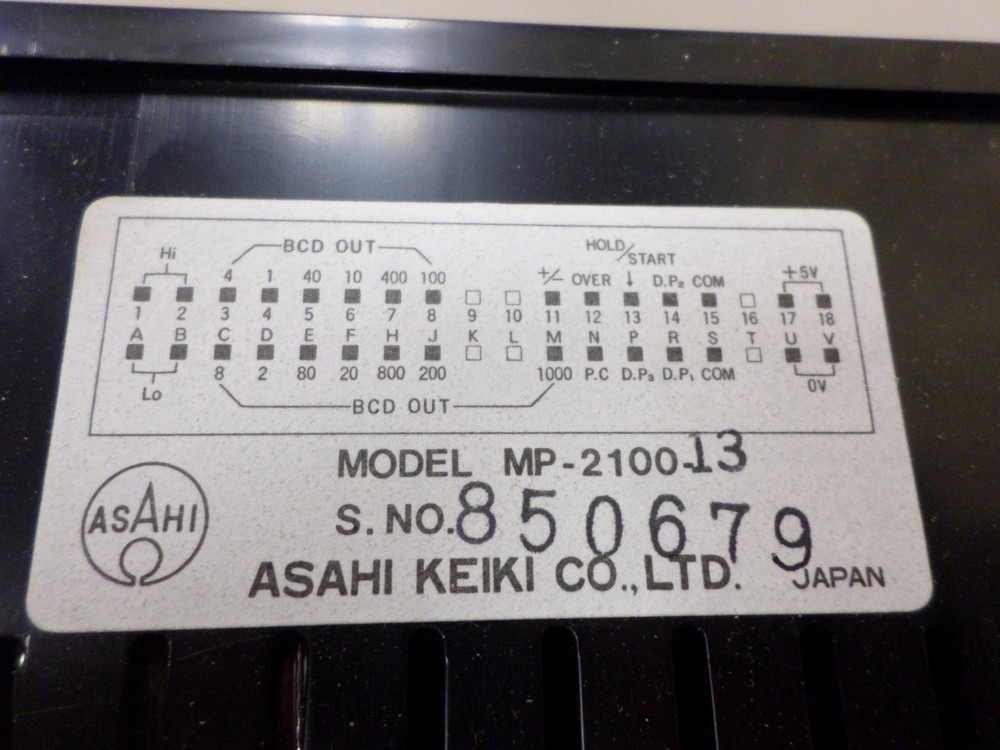 BCD OUT
HOLD/START
Hi 4 1 40 10 400 100 +/- OVER ↓ D.P₂ COM +5V
1 2 3 4 5 6 7 8 9 10 11 12 13 14 15 16 17 18
A B C D E F H J K L M N P R S T U V
Lo 8 2 80 20 800 200 1000 P.C D.P₃ D.P₁ COM 0V
BCD OUT
MODEL MP-2100-13
ASAHI
S. NO. 850679
ASAHI KEIKI CO.,LTD. JAPAN